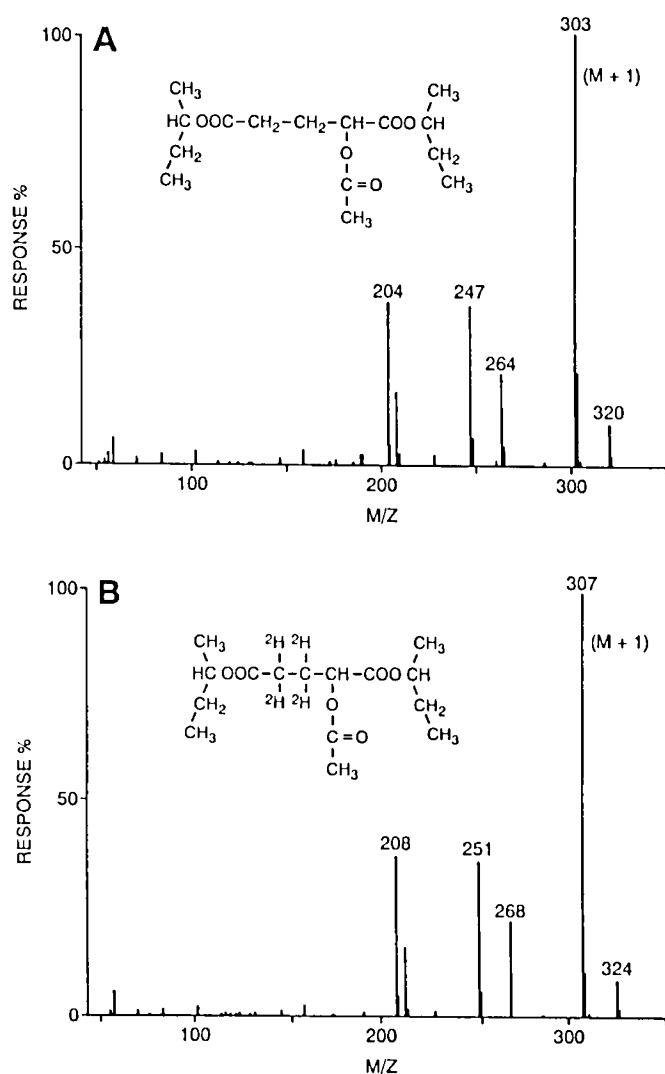 A
100
50
0
RESPONSE %
303
(M + 1)
204
247
264
320
CH3
HC OOC—CH2—CH2—CH—COO CH
CH2
CH3
O
C=O
CH3
CH3
CH2
CH3
100
200
300
M/Z
B
100
50
0
RESPONSE %
307
(M + 1)
208
251
268
324
CH3
²H ²H
HC OOC—C—C—CH—COO CH
CH2
CH3
²H ²H
O
C=O
CH3
CH3
CH2
CH3
100
200
300
M/Z